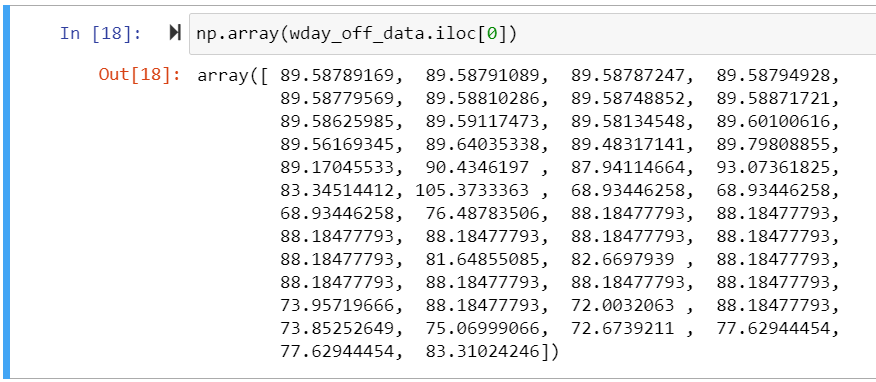 In [18]: np.array(wday_off_data.iloc[0])
Out[18]: array([ 89.58789169,  89.58791089,  89.58787247,  89.58794928,
89.58779569,  89.58810286,  89.58748852,  89.58871721,
89.58625985,  89.59117473,  89.58134548,  89.60100616,
89.56169345,  89.64035338,  89.48317141,  89.79808855,
89.17045533,  90.4346197 ,  87.94114664,  93.07361825,
83.34514412, 105.3733363 ,  68.93446258,  68.93446258,
68.93446258,  76.48783506,  88.18477793,  88.18477793,
88.18477793,  88.18477793,  88.18477793,  88.18477793,
88.18477793,  81.64855085,  82.6697939 ,  88.18477793,
88.18477793,  88.18477793,  88.18477793,  88.18477793,
73.95719666,  88.18477793,  72.0032063 ,  88.18477793,
73.85252649,  75.06999066,  72.6739211 ,  77.62944454,
77.62944454,  83.31024246])